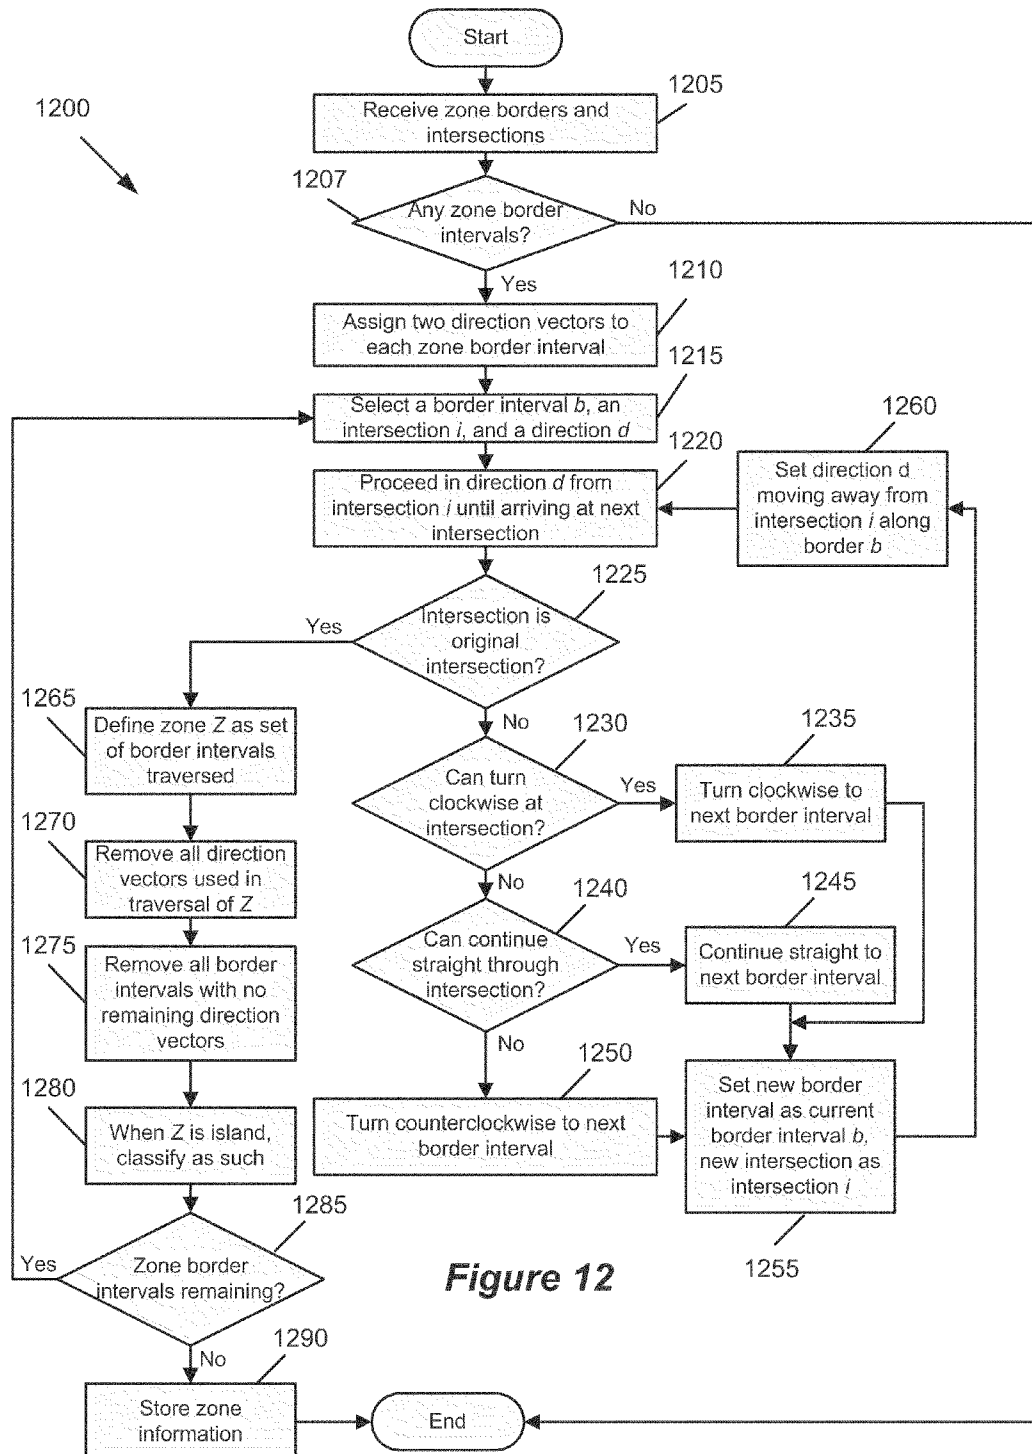 Start
1200
1205
Receive zone borders and
intersections
1207
Any zone border
intervals?
No
Yes
1210
Assign two direction vectors to
each zone border interval
1215
Select a border interval b, an
intersection i, and a direction d
1220
Proceed in direction d from
intersection i until arriving at next
intersection
1260
Set direction d
moving away from
intersection i along
border b
1225
Intersection is
original
intersection?
Yes
No
1265
Define zone Z as set
of border intervals
traversed
1230
Can turn
clockwise at
intersection?
Yes
1235
Turn clockwise to
next border interval
No
1270
Remove all direction
vectors used in
traversal of Z
1240
Can continue
straight through
intersection?
Yes
1245
Continue straight to
next border interval
No
1275
Remove all border
intervals with no
remaining direction
vectors
1250
Turn counterclockwise to next
border interval
Set new border
interval as current
border interval b,
new intersection as
intersection i
1255
1280
When Z is island,
classify as such
1285
Zone border
intervals remaining?
Yes
No
Figure 12
1290
Store zone
information
End